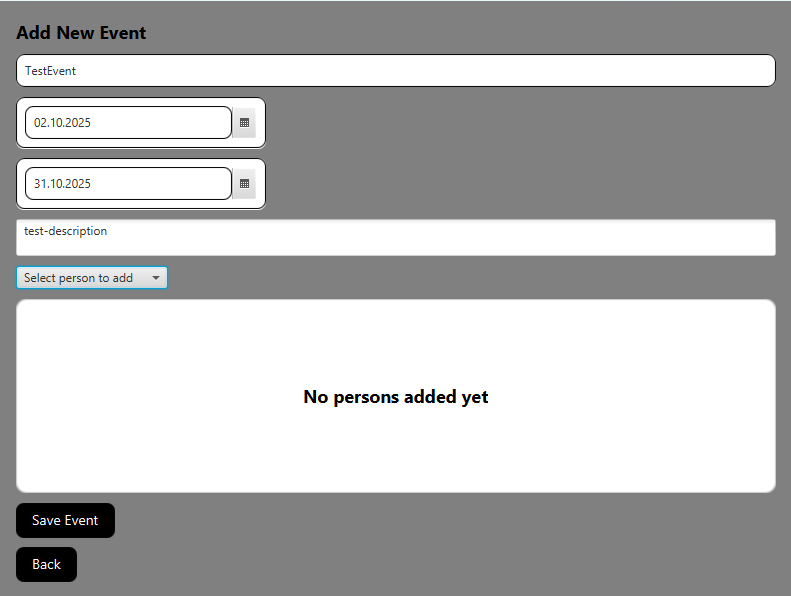 Add New Event
TestEvent
02.10.2025
31.10.2025
test-description
Select person to add
No persons added yet
Save Event
Back